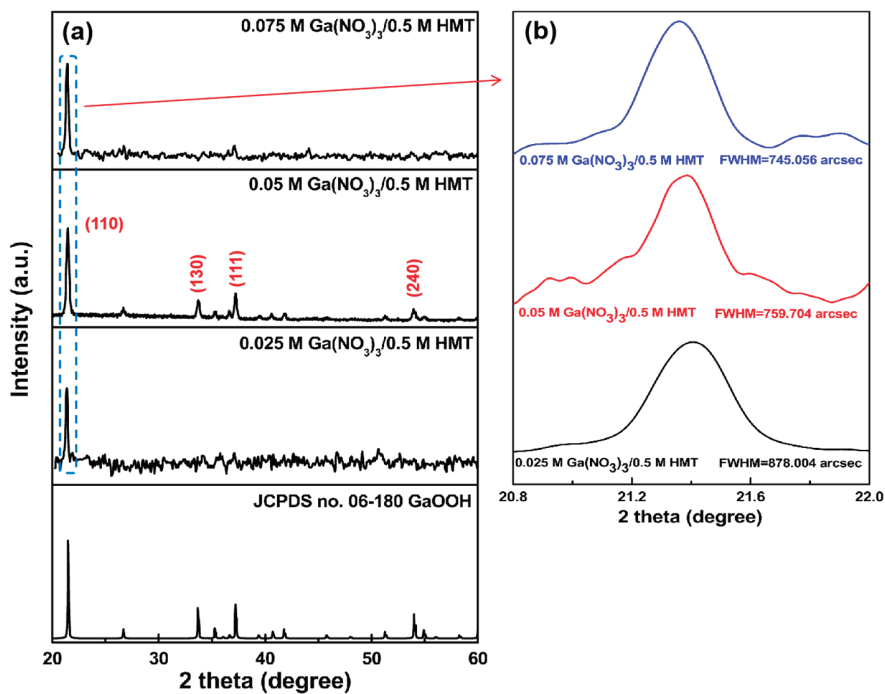 (a)
0.075 M Ga(NO3)3/0.5 M HMT
0.05 M Ga(NO3)3/0.5 M HMT
(110)
(130)
(111)
(240)
0.025 M Ga(NO3)3/0.5 M HMT
JCPDS no. 06-180 GaOOH
Intensity (a.u.)
20 30 40 50 60
2 theta (degree)
(b)
0.075 M Ga(NO3)3/0.5 M HMT FWHM=745.056 arcsec
0.05 M Ga(NO3)3/0.5 M HMT FWHM=759.704 arcsec
0.025 M Ga(NO3)3/0.5 M HMT FWHM=878.004 arcsec
20.8 21.2 21.6 22.0
2 theta (degree)